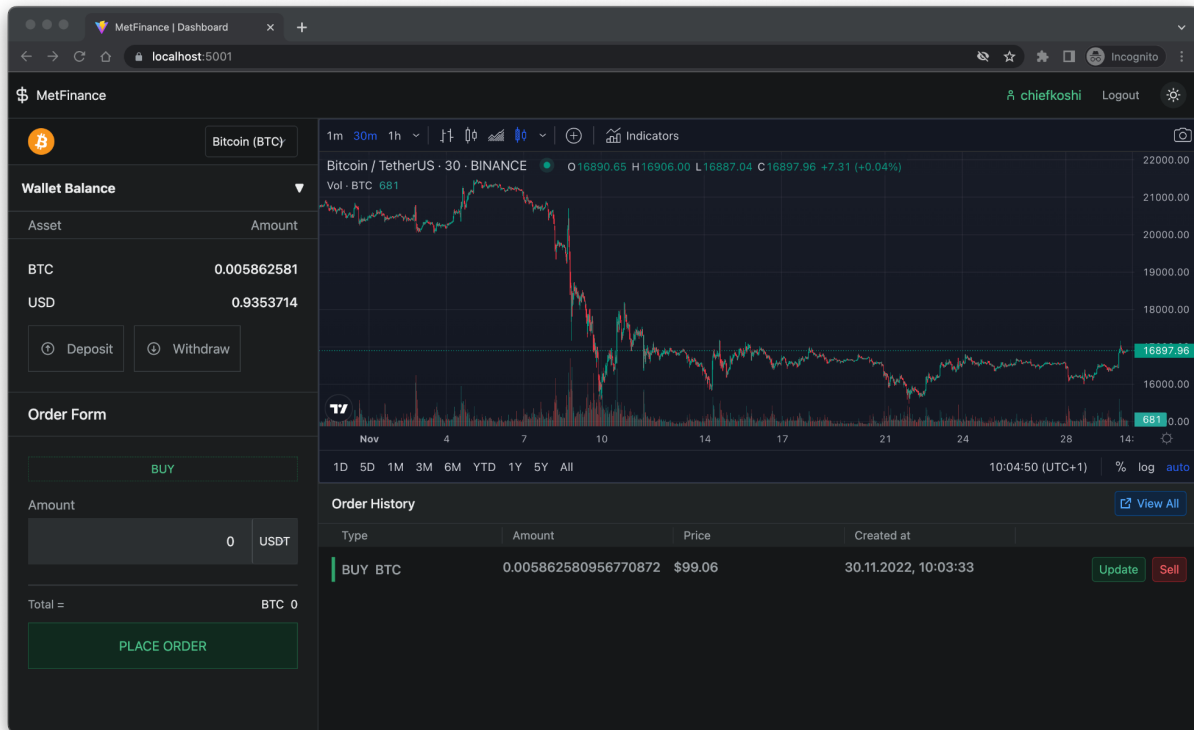 MetFinance | Dashboard
localhost:5001
Incognito
MetFinance
chiefkoshi Logout
Bitcoin (BTC)
Wallet Balance
Asset Amount
BTC 0.005862581
USD 0.9353714
Deposit Withdraw
Order Form
BUY
Amount
0 USDT
Total = BTC 0
PLACE ORDER
1m 30m 1h Indicators
Bitcoin / TetherUS · 30 · BINANCE O16890.65 H16906.00 L16887.04 C16897.96 +7.31 (+0.04%)
Vol · BTC 681
22000.00
21000.00
20000.00
19000.00
18000.00
16897.96
16000.00
681
0.00
Nov 4 7 10 14 17 21 24 28 14:
1D 5D 1M 3M 6M YTD 1Y 5Y All 10:04:50 (UTC+1) % log auto
Order History View All
Type Amount Price Created at
BUY BTC 0.005862580956770872 $99.06 30.11.2022, 10:03:33 Update Sell